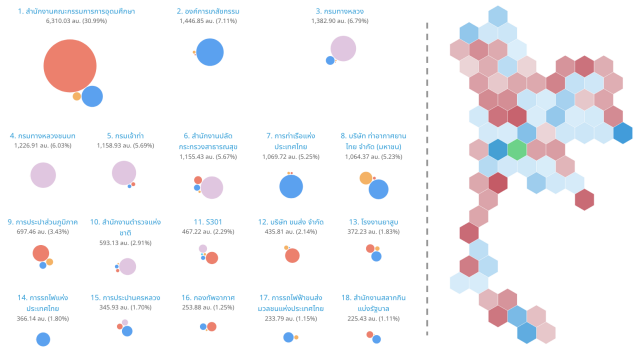 1. สำนักงานคณะกรรมการการอุดมศึกษา
6,310.03 ลบ. (30.99%)
2. องค์การเภสัชกรรม
1,446.85 ลบ. (7.11%)
3. กรมทางหลวง
1,382.90 ลบ. (6.79%)
4. กรมทางหลวงชนบท
1,226.91 ลบ. (6.03%)
5. กรมเจ้าท่า
1,158.93 ลบ. (5.69%)
6. สำนักงานปลัด
กระทรวงสาธารณสุข
1,155.43 ลบ. (5.67%)
7. การท่าเรือแห่ง
ประเทศไทย
1,069.72 ลบ. (5.25%)
8. บริษัท ท่าอากาศยาน
ไทย จำกัด (มหาชน)
1,064.37 ลบ. (5.23%)
9. การประปาส่วนภูมิภาค
697.46 ลบ. (3.43%)
10. สำนักงานตำรวจแห่ง
ชาติ
593.13 ลบ. (2.91%)
11. S301
467.22 ลบ. (2.29%)
12. บริษัท ขนส่ง จำกัด
435.81 ลบ. (2.14%)
13. โรงงานยาสูบ
372.23 ลบ. (1.83%)
14. การรถไฟแห่ง
ประเทศไทย
366.14 ลบ. (1.80%)
15. การประปานครหลวง
345.93 ลบ. (1.70%)
16. กองทัพอากาศ
253.88 ลบ. (1.25%)
17. การรถไฟฟ้าขนส่ง
มวลชนแห่งประเทศไทย
233.79 ลบ. (1.15%)
18. สำนักงานสลากกิน
แบ่งรัฐบาล
225.43 ลบ. (1.11%)